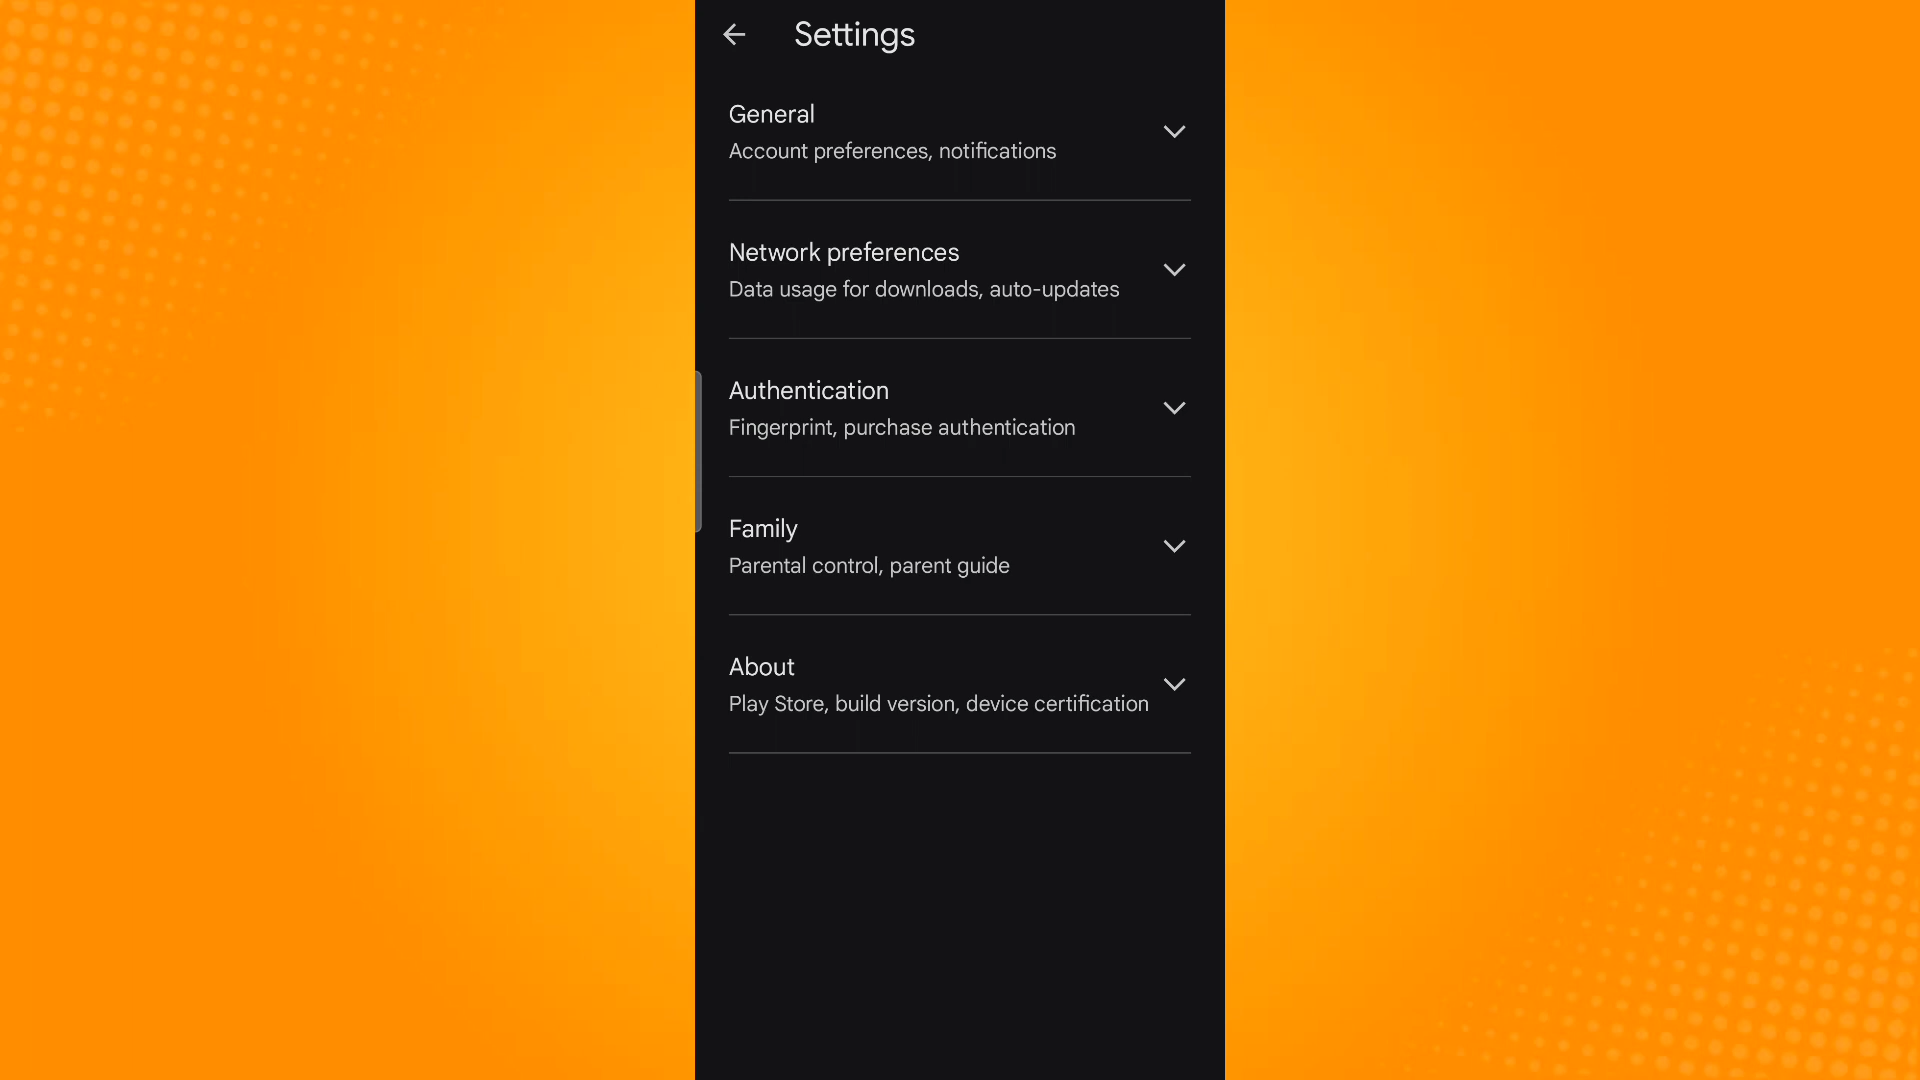 Settings
General
Account preferences, notifications
Network preferences
Data usage for downloads, auto-updates
Authentication
Fingerprint, purchase authentication
Family
Parental control, parent guide
About
Play Store, build version, device certification